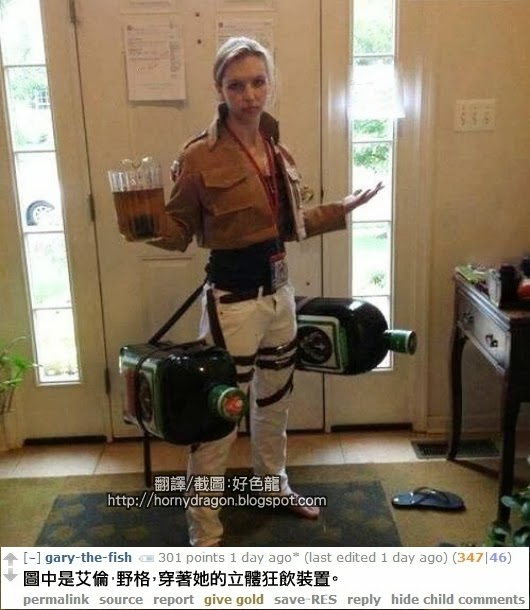 翻譯/截圖:好色龍
http://hornydragon.blogspot.com/
[-] gary-the-fish 301 points 1 day ago* (last edited 1 day ago) (347|46)
圖中是艾倫·野格,穿著她的立體狂飲裝置。
permalink source report give gold save-RES reply hide child comments